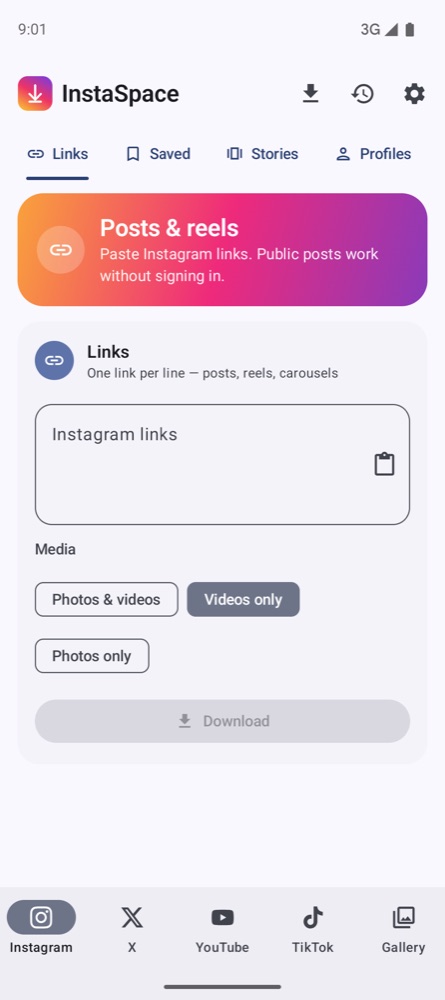 9:01
3G
InstaSpace
Links
Saved
Stories
Profiles
Posts & reels
Paste Instagram links. Public posts work
without signing in.
Links
One link per line — posts, reels, carousels
Instagram links
Media
Photos & videos
Videos only
Photos only
Download
Instagram
X
YouTube
TikTok
Gallery